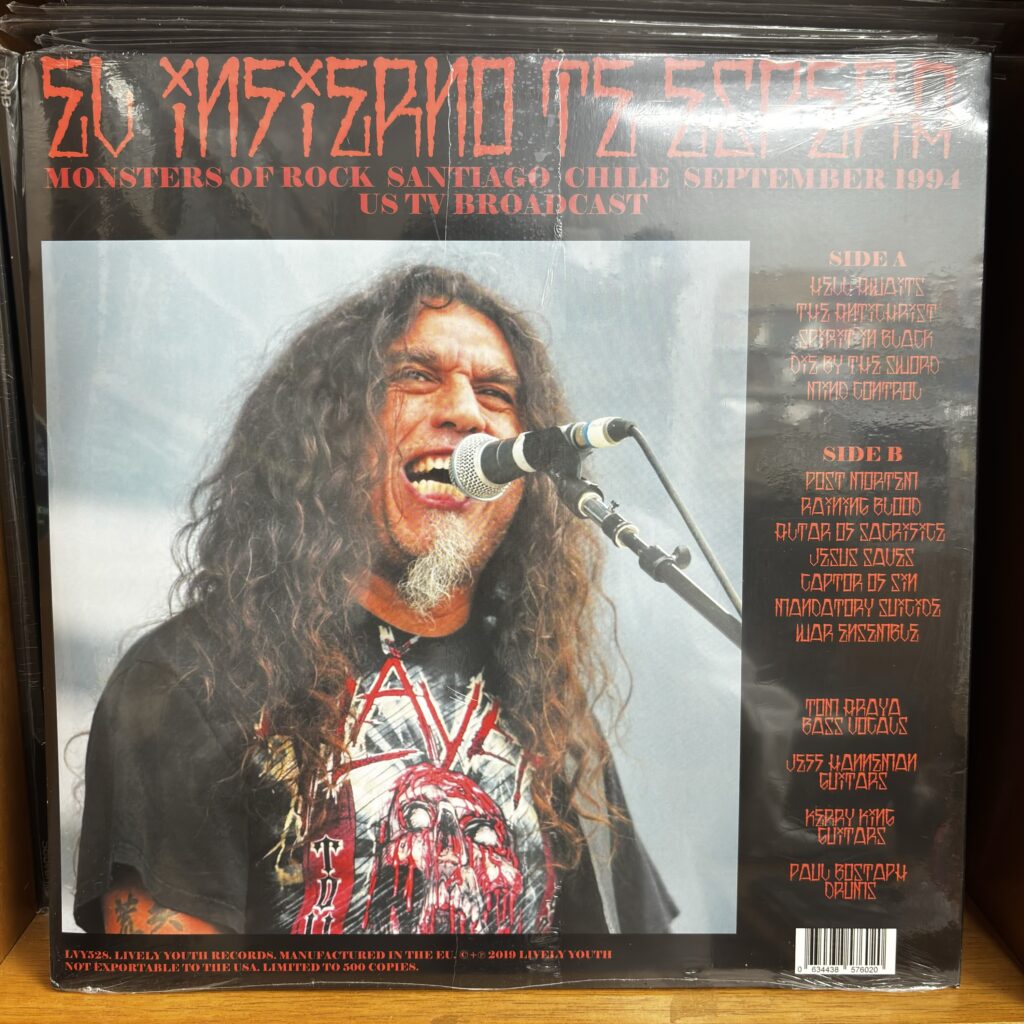 EL INFIERNO TE ESPERA
MONSTERS OF ROCK SANTIAGO CHILE SEPTEMBER 1994
US TV BROADCAST
SIDE A
HELL AWAITS
THE ANTICHRIST
SPIRIT IN BLACK
DIE BY THE SWORD
MIND CONTROL
SIDE B
POST MORTEM
RAINING BLOOD
ALTAR OF SACRIFICE
JESUS SAVES
CAPTOR OF SIN
MANDATORY SUICIDE
WAR ENSEMBLE
TOM ARAYA
BASS VOCALS
JEFF HANNEMAN
GUITARS
KERRY KING
GUITARS
PAUL BOSTAPH
DRUMS
LVY528. LIVELY YOUTH RECORDS. MANUFACTURED IN THE EU. ©+℗ 2019 LIVELY YOUTH
NOT EXPORTABLE TO THE USA. LIMITED TO 500 COPIES.
0 634438 576020